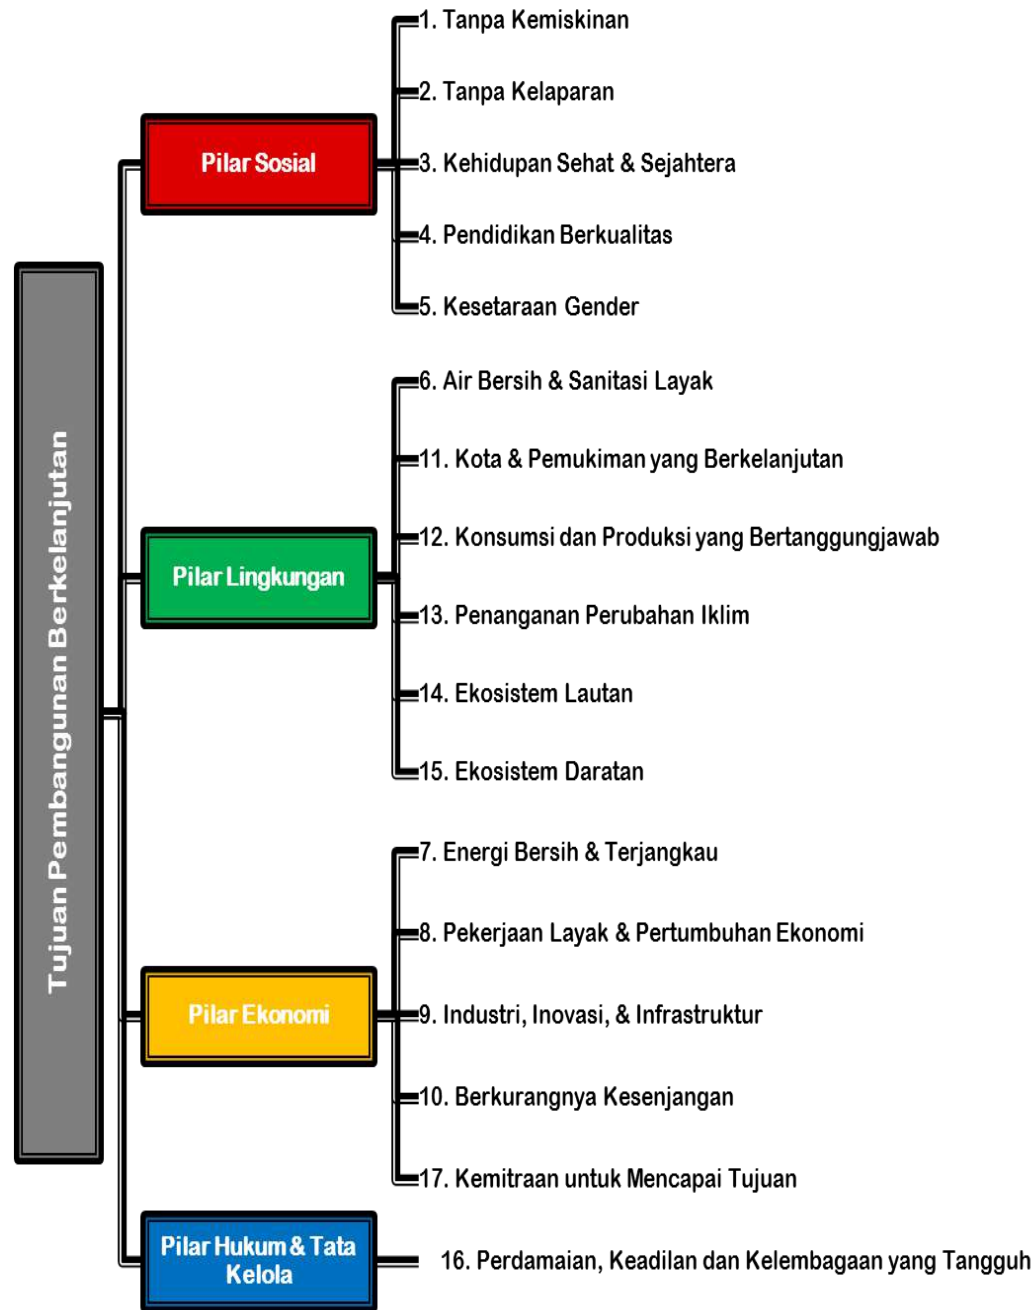 Tujuan Pembangunan Berkelanjutan
Pilar Sosial
1. Tanpa Kemiskinan
2. Tanpa Kelaparan
3. Kehidupan Sehat & Sejahtera
4. Pendidikan Berkualitas
5. Kesetaraan Gender
Pilar Lingkungan
6. Air Bersih & Sanitasi Layak
11. Kota & Pemukiman yang Berkelanjutan
12. Konsumsi dan Produksi yang Bertanggungjawab
13. Penanganan Perubahan Iklim
14. Ekosistem Lautan
15. Ekosistem Daratan
Pilar Ekonomi
7. Energi Bersih & Terjangkau
8. Pekerjaan Layak & Pertumbuhan Ekonomi
9. Industri, Inovasi, & Infrastruktur
10. Berkurangnya Kesenjangan
17. Kemitraan untuk Mencapai Tujuan
Pilar Hukum & Tata
Kelola
16. Perdamaian, Keadilan dan Kelembagaan yang Tangguh